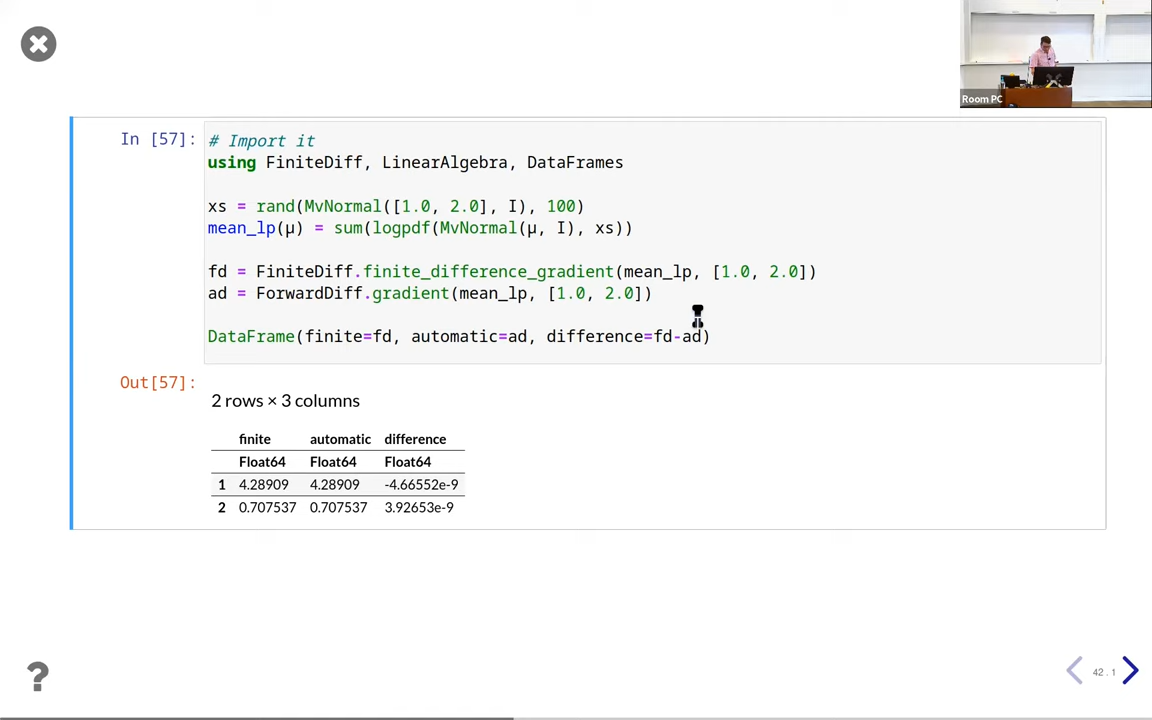 Room PC
In [57]:
# Import it
using FiniteDiff, LinearAlgebra, DataFrames
xs = rand(MvNormal([1.0, 2.0], I), 100)
mean_lp(μ) = sum(logpdf(MvNormal(μ, I), xs))
fd = FiniteDiff.finite_difference_gradient(mean_lp, [1.0, 2.0])
ad = ForwardDiff.gradient(mean_lp, [1.0, 2.0])
DataFrame(finite=fd, automatic=ad, difference=fd-ad)
Out[57]:
2 rows × 3 columns
finite automatic difference
Float64 Float64 Float64
1 4.28909 4.28909 -4.66552e-9
2 0.707537 0.707537 3.92653e-9
?
42.1